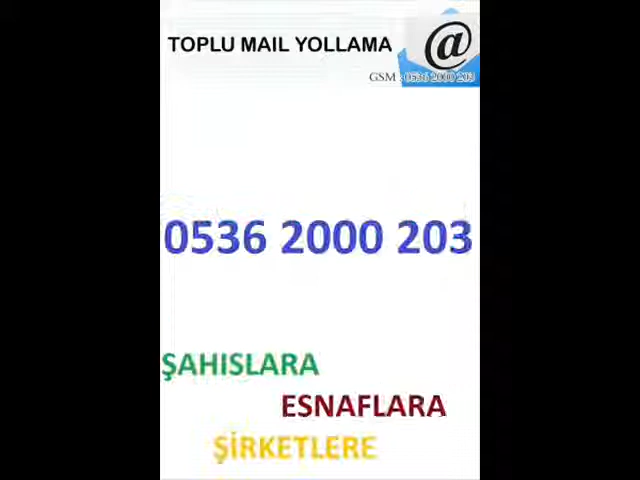 TOPLU MAIL YOLLAMA
@
GSM : 0536 2000 203
0536 2000 203
ŞAHISLARA
ESNAFLARA
ŞİRKETLERE